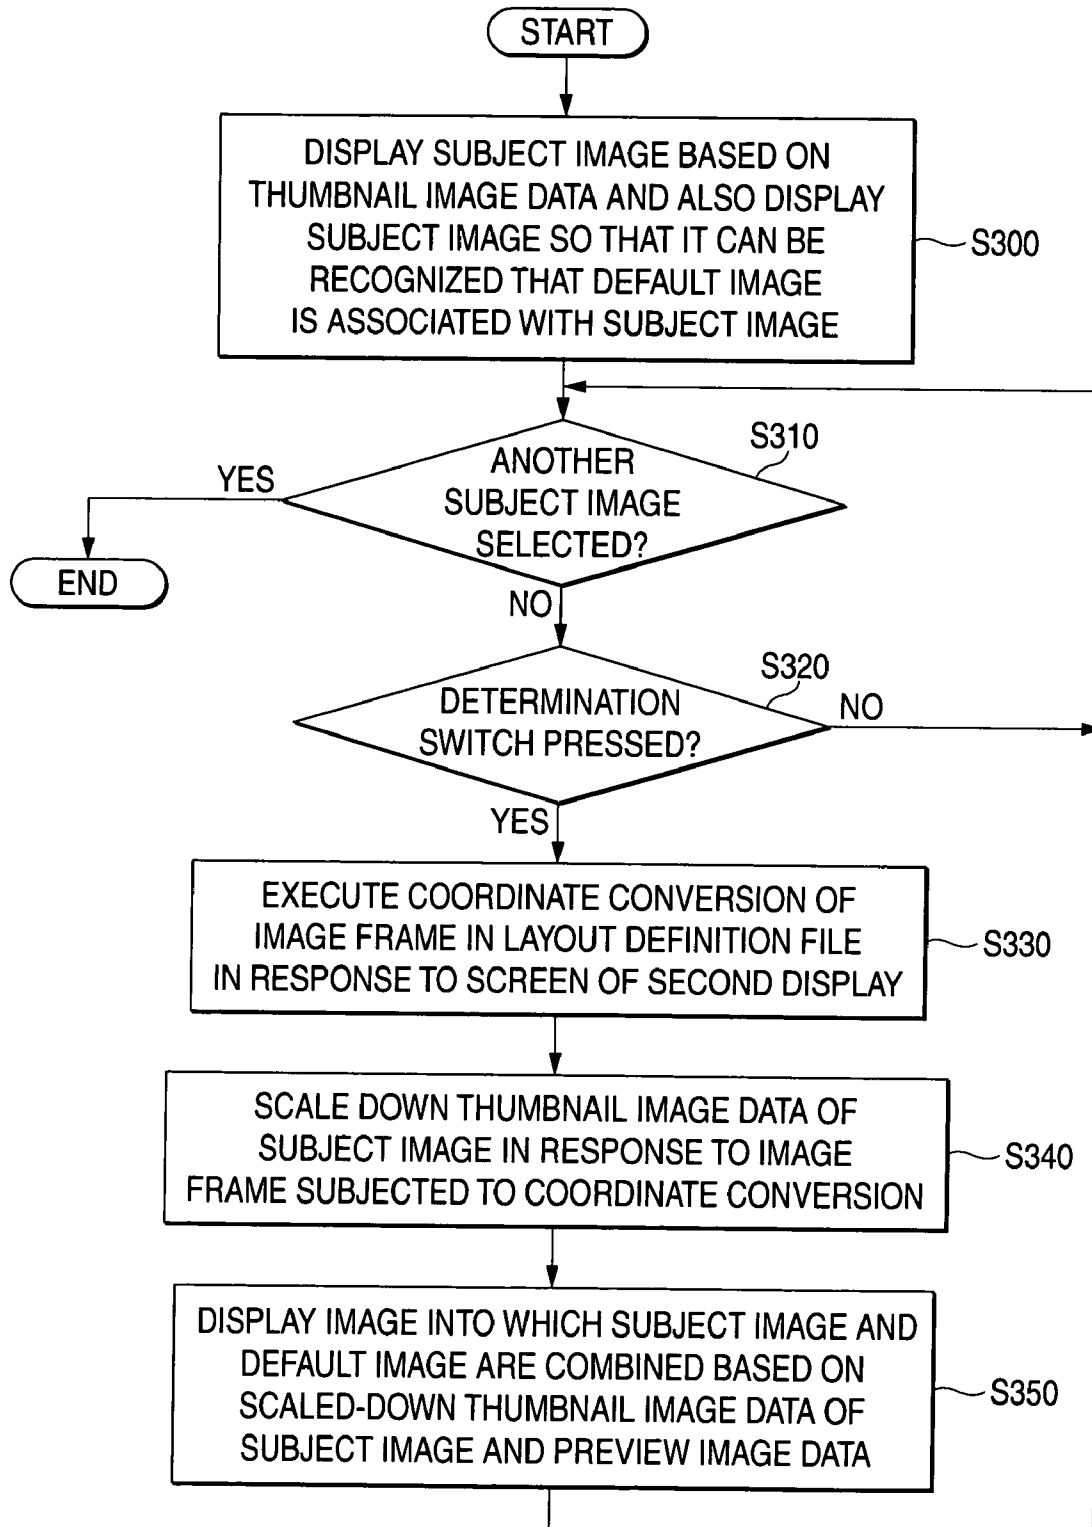 START
DISPLAY SUBJECT IMAGE BASED ON
THUMBNAIL IMAGE DATA AND ALSO DISPLAY
SUBJECT IMAGE SO THAT IT CAN BE
RECOGNIZED THAT DEFAULT IMAGE
IS ASSOCIATED WITH SUBJECT IMAGE
S300
S310
YES
ANOTHER
SUBJECT IMAGE
SELECTED?
END
NO
S320
DETERMINATION
SWITCH PRESSED?
NO
YES
EXECUTE COORDINATE CONVERSION OF
IMAGE FRAME IN LAYOUT DEFINITION FILE
IN RESPONSE TO SCREEN OF SECOND DISPLAY
S330
SCALE DOWN THUMBNAIL IMAGE DATA OF
SUBJECT IMAGE IN RESPONSE TO IMAGE
FRAME SUBJECTED TO COORDINATE CONVERSION
S340
DISPLAY IMAGE INTO WHICH SUBJECT IMAGE AND
DEFAULT IMAGE ARE COMBINED BASED ON
SCALED-DOWN THUMBNAIL IMAGE DATA OF
SUBJECT IMAGE AND PREVIEW IMAGE DATA
S350